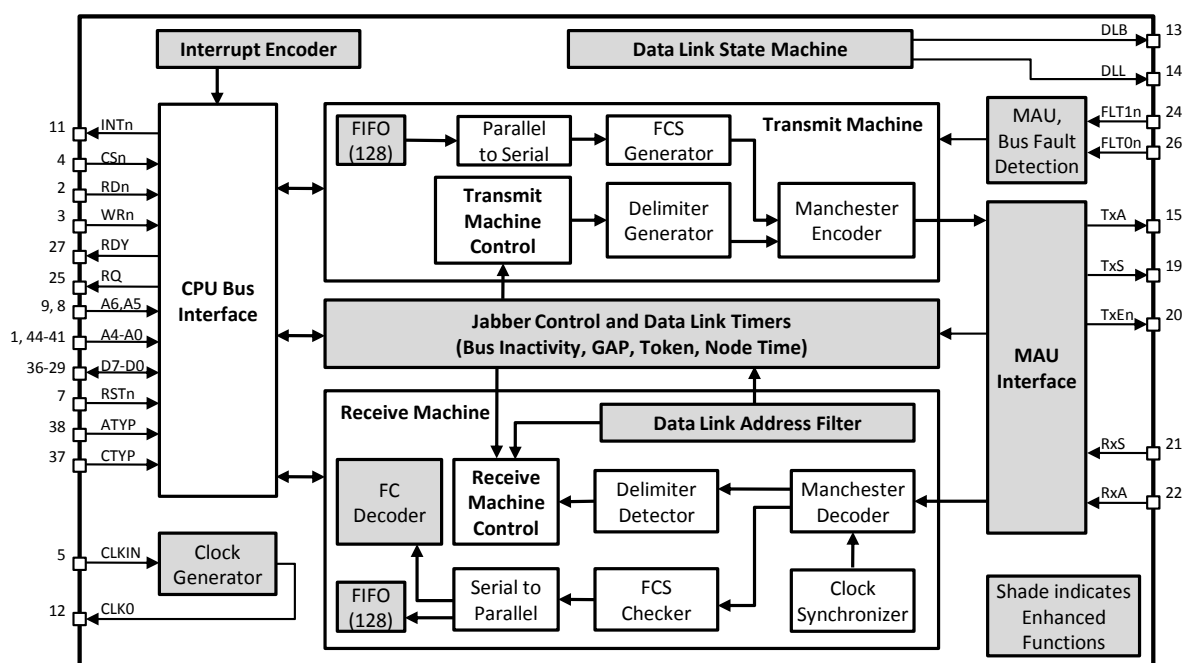 Interrupt Encoder
Data Link State Machine
DLB
13
DLL
14
11
INTn
4
CSn
2
RDn
3
WRn
27
RDY
25
RQ
9, 8
A6,A5
1, 44-41
A4-A0
36-29
D7-D0
7
RSTn
38
ATYP
37
CTYP
5
CLKIN
12
CLK0
CPU Bus
Interface
Clock
Generator
Transmit Machine
FIFO
(128)
Parallel
to Serial
FCS
Generator
Transmit
Machine
Control
Delimiter
Generator
Manchester
Encoder
Jabber Control and Data Link Timers
(Bus Inactivity, GAP, Token, Node Time)
Receive Machine
Data Link Address Filter
FC
Decoder
Receive
Machine
Control
Delimiter
Detector
Manchester
Decoder
FIFO
(128)
Serial to
Parallel
FCS
Checker
Clock
Synchronizer
MAU,
Bus Fault
Detection
FLT1n
24
FLT0n
26
MAU
Interface
TxA
15
TxS
19
TxEn
20
RxS
21
RxA
22
Shade indicates
Enhanced
Functions